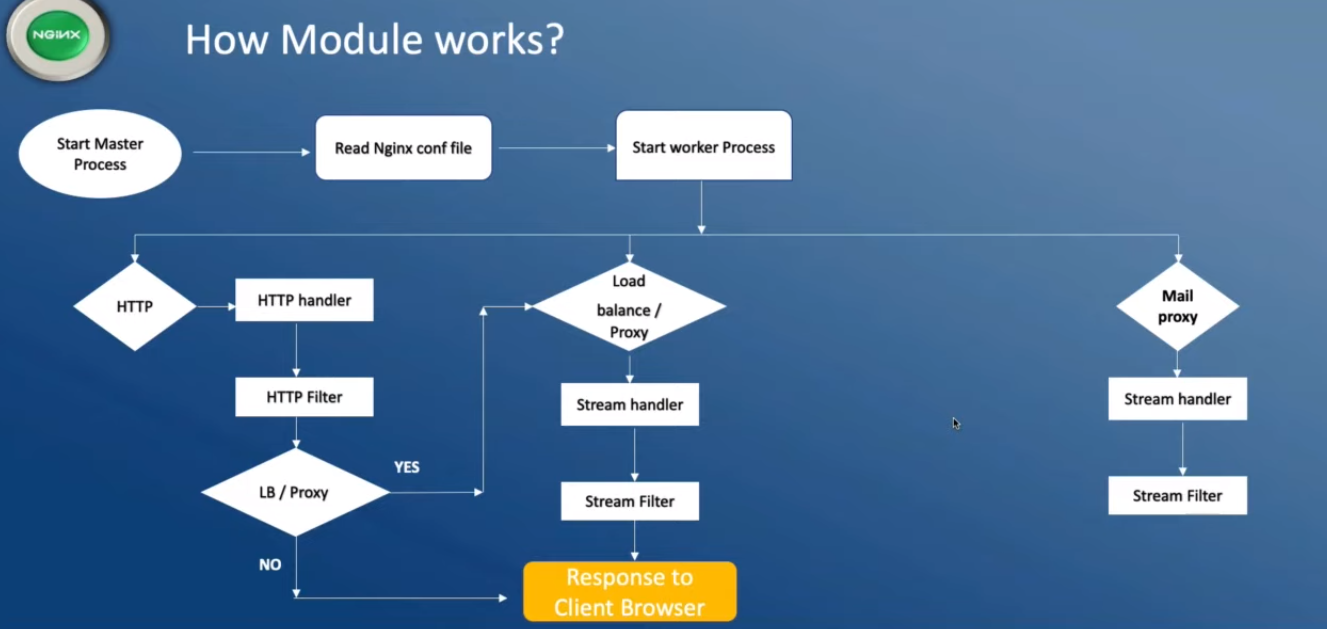 NGINX
How Module works?
Start Master
Process
Read Nginx conf file
Start worker Process
HTTP
HTTP handler
HTTP Filter
LB / Proxy
YES
NO
Load
balance /
Proxy
Stream handler
Stream Filter
Response to
Client Browser
Mail
proxy
Stream handler
Stream Filter